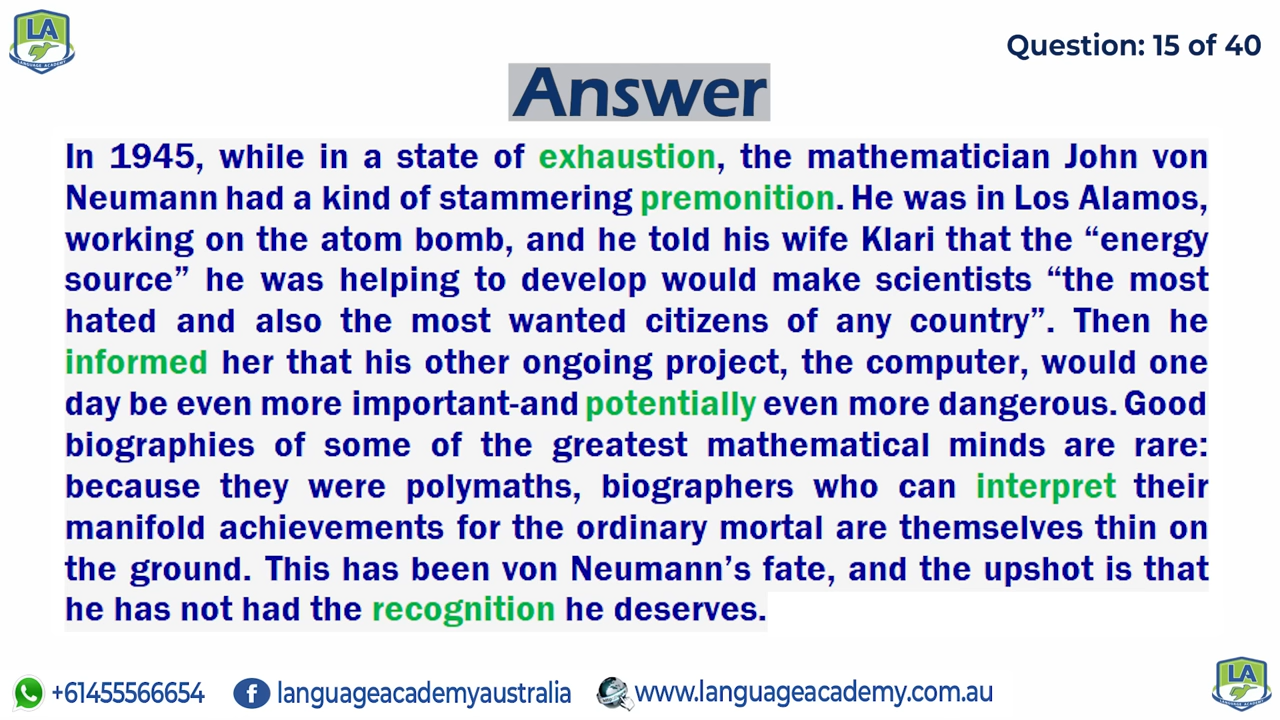 LA
LANGUAGE ACADEMY
Question: 15 of 40
Answer
In 1945, while in a state of exhaustion, the mathematician John von
Neumann had a kind of stammering premonition. He was in Los Alamos,
working on the atom bomb, and he told his wife Klari that the “energy
source” he was helping to develop would make scientists “the most
hated and also the most wanted citizens of any country”. Then he
informed her that his other ongoing project, the computer, would one
day be even more important-and potentially even more dangerous. Good
biographies of some of the greatest mathematical minds are rare:
because they were polymaths, biographers who can interpret their
manifold achievements for the ordinary mortal are themselves thin on
the ground. This has been von Neumann’s fate, and the upshot is that
he has not had the recognition he deserves.
+61455566654 languageacademyaustralia www.languageacademy.com.au
LA
LANGUAGE ACADEMY